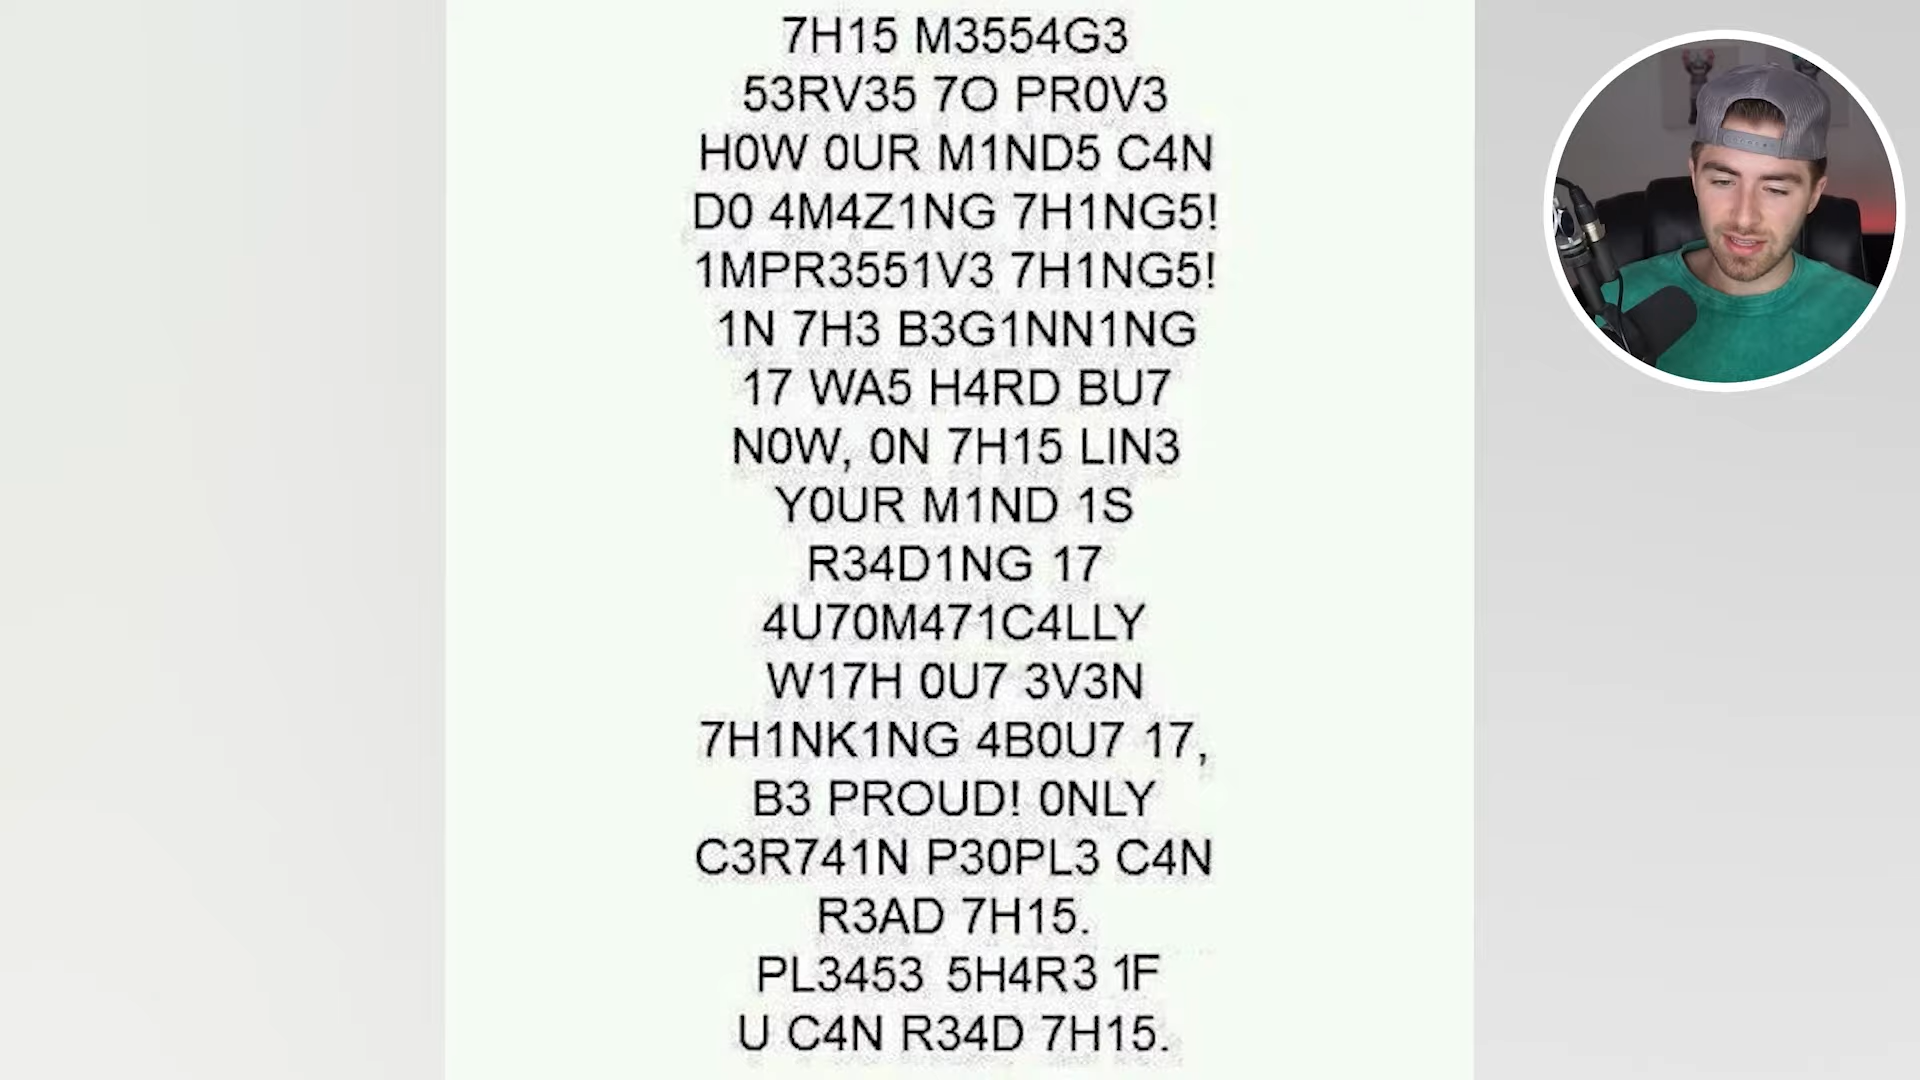 7H15 M3554G3
53RV35 7O PR0V3
H0W 0UR M1ND5 C4N
D0 4M4Z1NG 7H1NG5!
1MPR3551V3 7H1NG5!
1N 7H3 B3G1NN1NG
17 WA5 H4RD BU7
N0W, 0N 7H15 LIN3
Y0UR M1ND 1S
R34D1NG 17
4U70M471C4LLY
W17H 0U7 3V3N
7H1NK1NG 4B0U7 17,
B3 PROUD! 0NLY
C3R741N P30PL3 C4N
R3AD 7H15.
PL3453 5H4R3 1F
U C4N R34D 7H15.